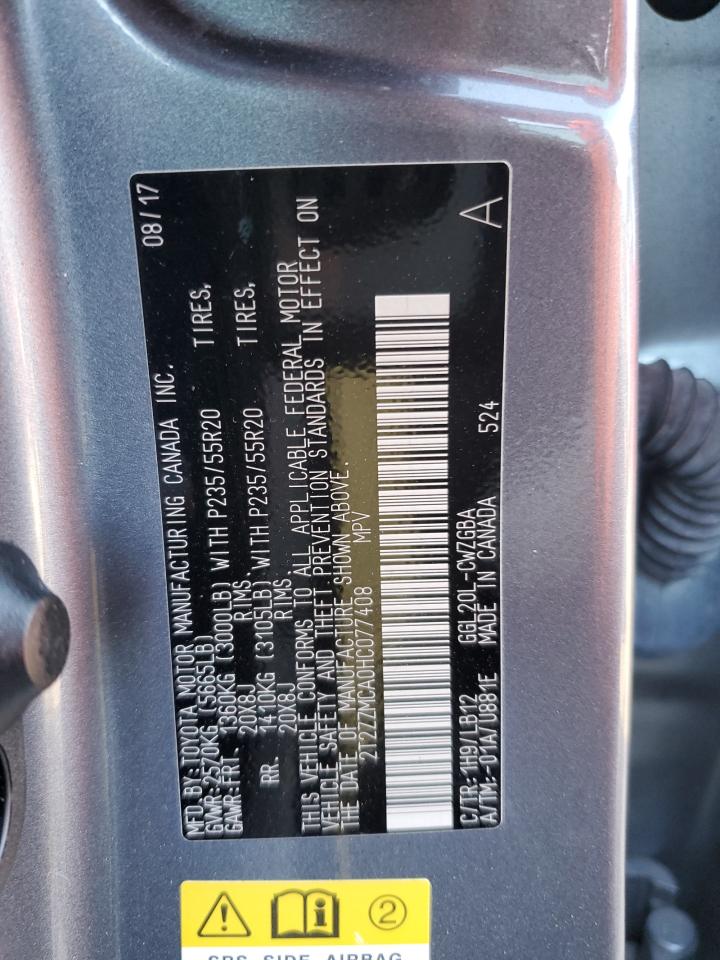 MFD.BY:TOYOTA MOTOR MANUFACTURING CANADA INC. 08/17
GVWR:2570KG (5665LB)
GAWR:FRT. 1360KG (3000LB) WITH P235/55R20 TIRES,
20X8J RIMS.
RR. 1410KG (3105LB) WITH P235/55R20 TIRES,
20X8J RIMS.
THIS VEHICLE CONFORMS TO ALL APPLICABLE FEDERAL MOTOR
VEHICLE SAFETY AND THEFT PREVENTION STANDARDS IN EFFECT ON
THE DATE OF MANUFACTURE SHOWN ABOVE.
2T2ZZMCA0HC077408 MPV
C/TR:1H9/LB12 GGL20L-CWZGBA
A/TM:-01A/U881E MADE IN CANADA 524 A
2
SRS SIDE AIRBAG